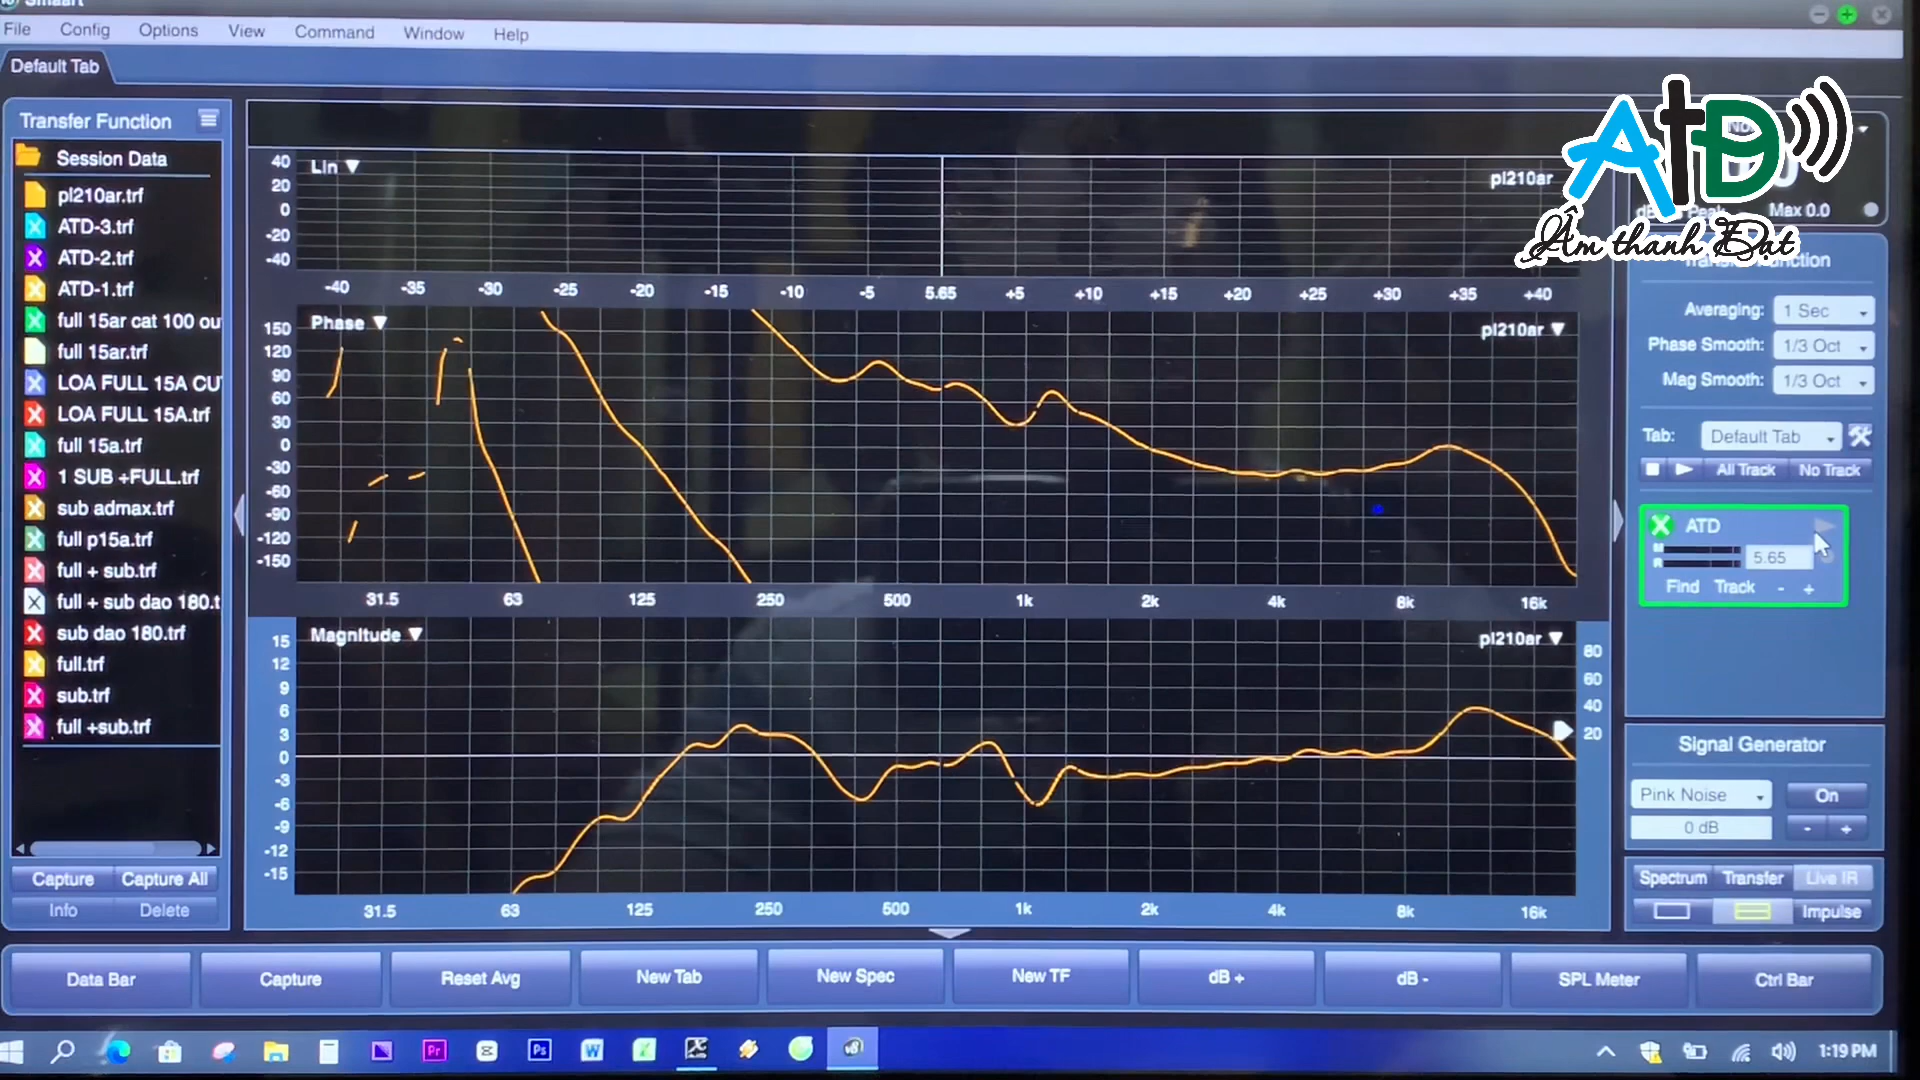 Smaart
File Config Options View Command Window Help
Default Tab
Transfer Function
Session Data
pl210ar.trf
ATD-3.trf
ATD-2.trf
ATD-1.trf
full 15ar cat 100 ou
full 15ar.trf
LOA FULL 15A CU
LOA FULL 15A.trf
full 15a.trf
1 SUB +FULL.trf
sub admax.trf
full p15a.trf
full + sub.trf
full + sub dao 180.t
sub dao 180.trf
full.trf
sub.trf
full +sub.trf
Capture Capture All
Info Delete
Lin pl210ar
40
20
0
-20
-40
-40 -35 -30 -25 -20 -15 -10 -5 5.65 +5 +10 +15 +20 +25 +30 +35 +40
Phase pl210ar
150
120
90
60
30
0
-30
-60
-90
-120
-150
31.5 63 125 250 500 1k 2k 4k 8k 16k
Magnitude pl210ar
15
12
9
6
3
0
-3
-6
-9
-12
-15
80
60
40
20
31.5 63 125 250 500 1k 2k 4k 8k 16k
ATD
Âm thanh Đạt
Peak Max 0.0
Averaging: 1 Sec
Phase Smooth: 1/3 Oct
Mag Smooth: 1/3 Oct
Tab: Default Tab
All Track No Track
ATD
M
R
5.65
Find Track - +
Signal Generator
Pink Noise On
0 dB - +
Spectrum Transfer Live IR
Impulse
Data Bar Capture Reset Avg New Tab New Spec New TF dB + dB - SPL Meter Ctrl Bar
Pr Ps W v8 1:19 PM